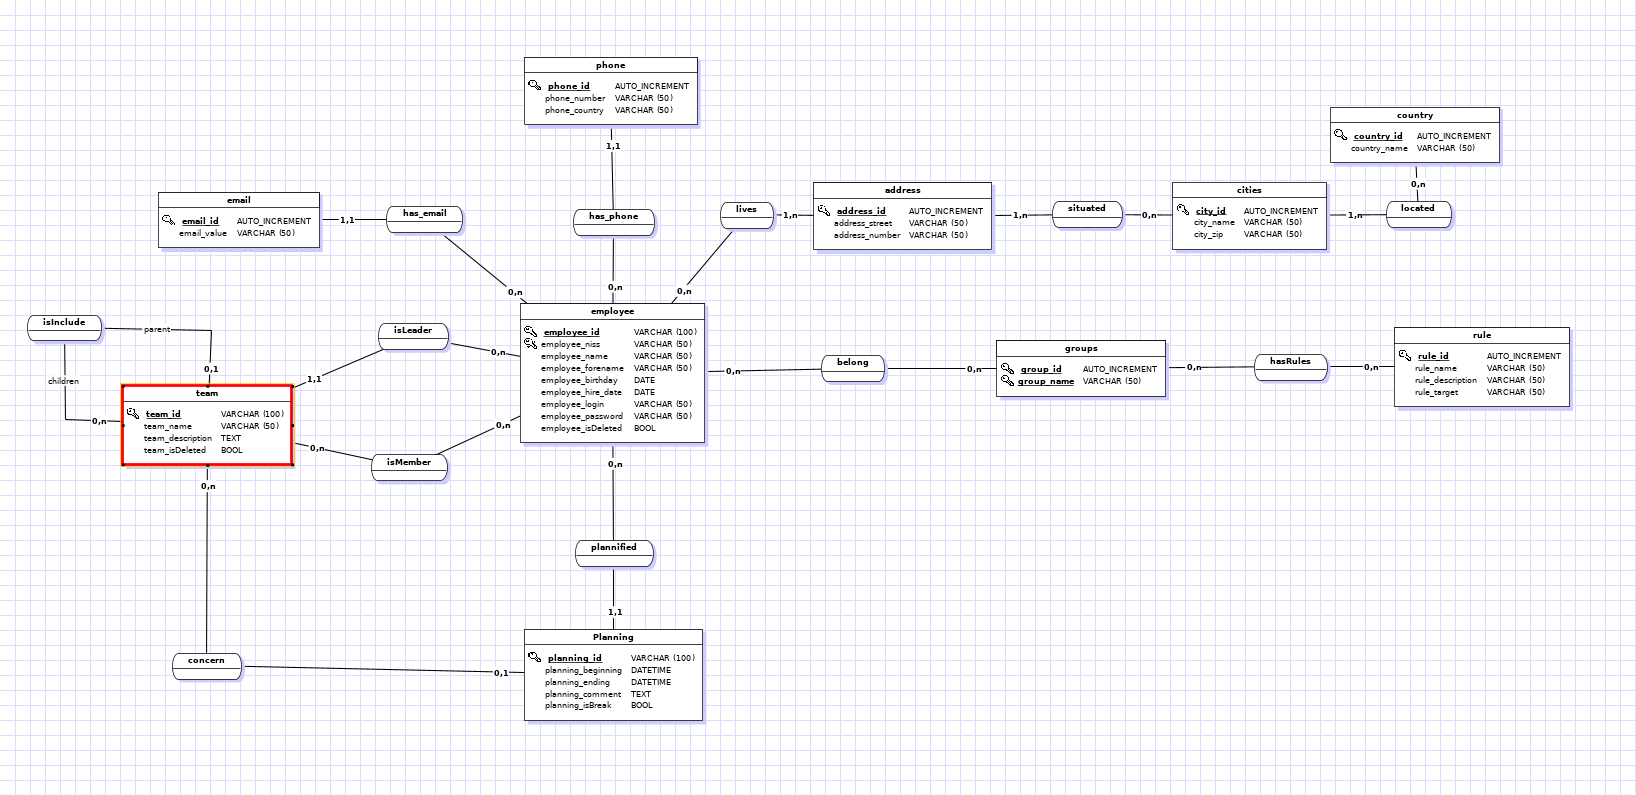 phone
phone_id AUTO_INCREMENT
phone_number VARCHAR (50)
phone_country VARCHAR (50)
1,1
country
country_id AUTO_INCREMENT
country_name VARCHAR (50)
0,n
email
email_id AUTO_INCREMENT
email_value VARCHAR (50)
1,1
has_email
0,n
has_phone
0,n
lives
1,n
0,n
address
address_id AUTO_INCREMENT
address_street VARCHAR (50)
address_number VARCHAR (50)
1,n
situated
0,n
cities
city_id AUTO_INCREMENT
city_name VARCHAR (50)
city_zip VARCHAR (50)
1,n
located
isInclude
parent
0,1
children
0,n
isLeader
0,n
1,1
employee
employee_id VARCHAR (100)
employee_niss VARCHAR (50)
employee_name VARCHAR (50)
employee_forename VARCHAR (50)
employee_birthday DATE
employee_hire_date DATE
employee_login VARCHAR (50)
employee_password VARCHAR (50)
employee_isDeleted BOOL
0,n
belong
0,n
groups
group_id AUTO_INCREMENT
group_name VARCHAR (50)
0,n
hasRules
0,n
rule
rule_id AUTO_INCREMENT
rule_name VARCHAR (50)
rule_description VARCHAR (50)
rule_target VARCHAR (50)
team
team_id VARCHAR (100)
team_name VARCHAR (50)
team_description TEXT
team_isDeleted BOOL
0,n
isMember
0,n
0,n
0,n
plannified
1,1
concern
0,1
Planning
planning_id VARCHAR (100)
planning_beginning DATETIME
planning_ending DATETIME
planning_comment TEXT
planning_isBreak BOOL